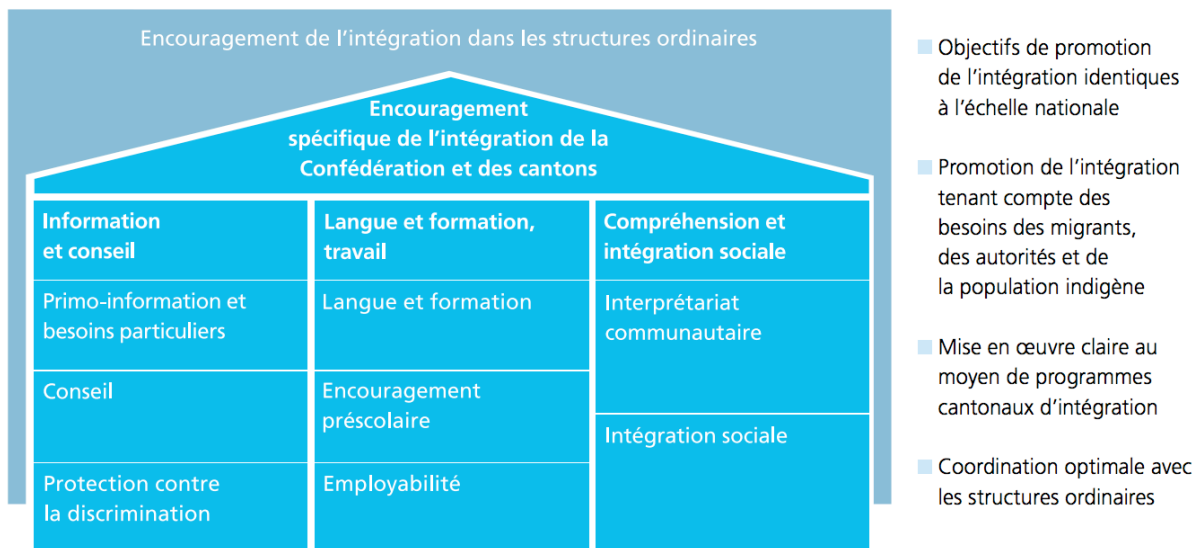 Encouragement de l’intégration dans les structures ordinaires
Encouragement
spécifique de l’intégration de la
Confédération et des cantons
Information
et conseil
Primo-information et
besoins particuliers
Conseil
Protection contre
la discrimination
Langue et formation,
travail
Langue et formation
Encouragement
préscolaire
Employabilité
Compréhension et
intégration sociale
Interprétariat
communautaire
Intégration sociale
Objectifs de promotion
de l’intégration identiques
à l’échelle nationale
Promotion de l’intégration
tenant compte des
besoins des migrants,
des autorités et de
la population indigène
Mise en œuvre claire au
moyen de programmes
cantonaux d’intégration
Coordination optimale avec
les structures ordinaires